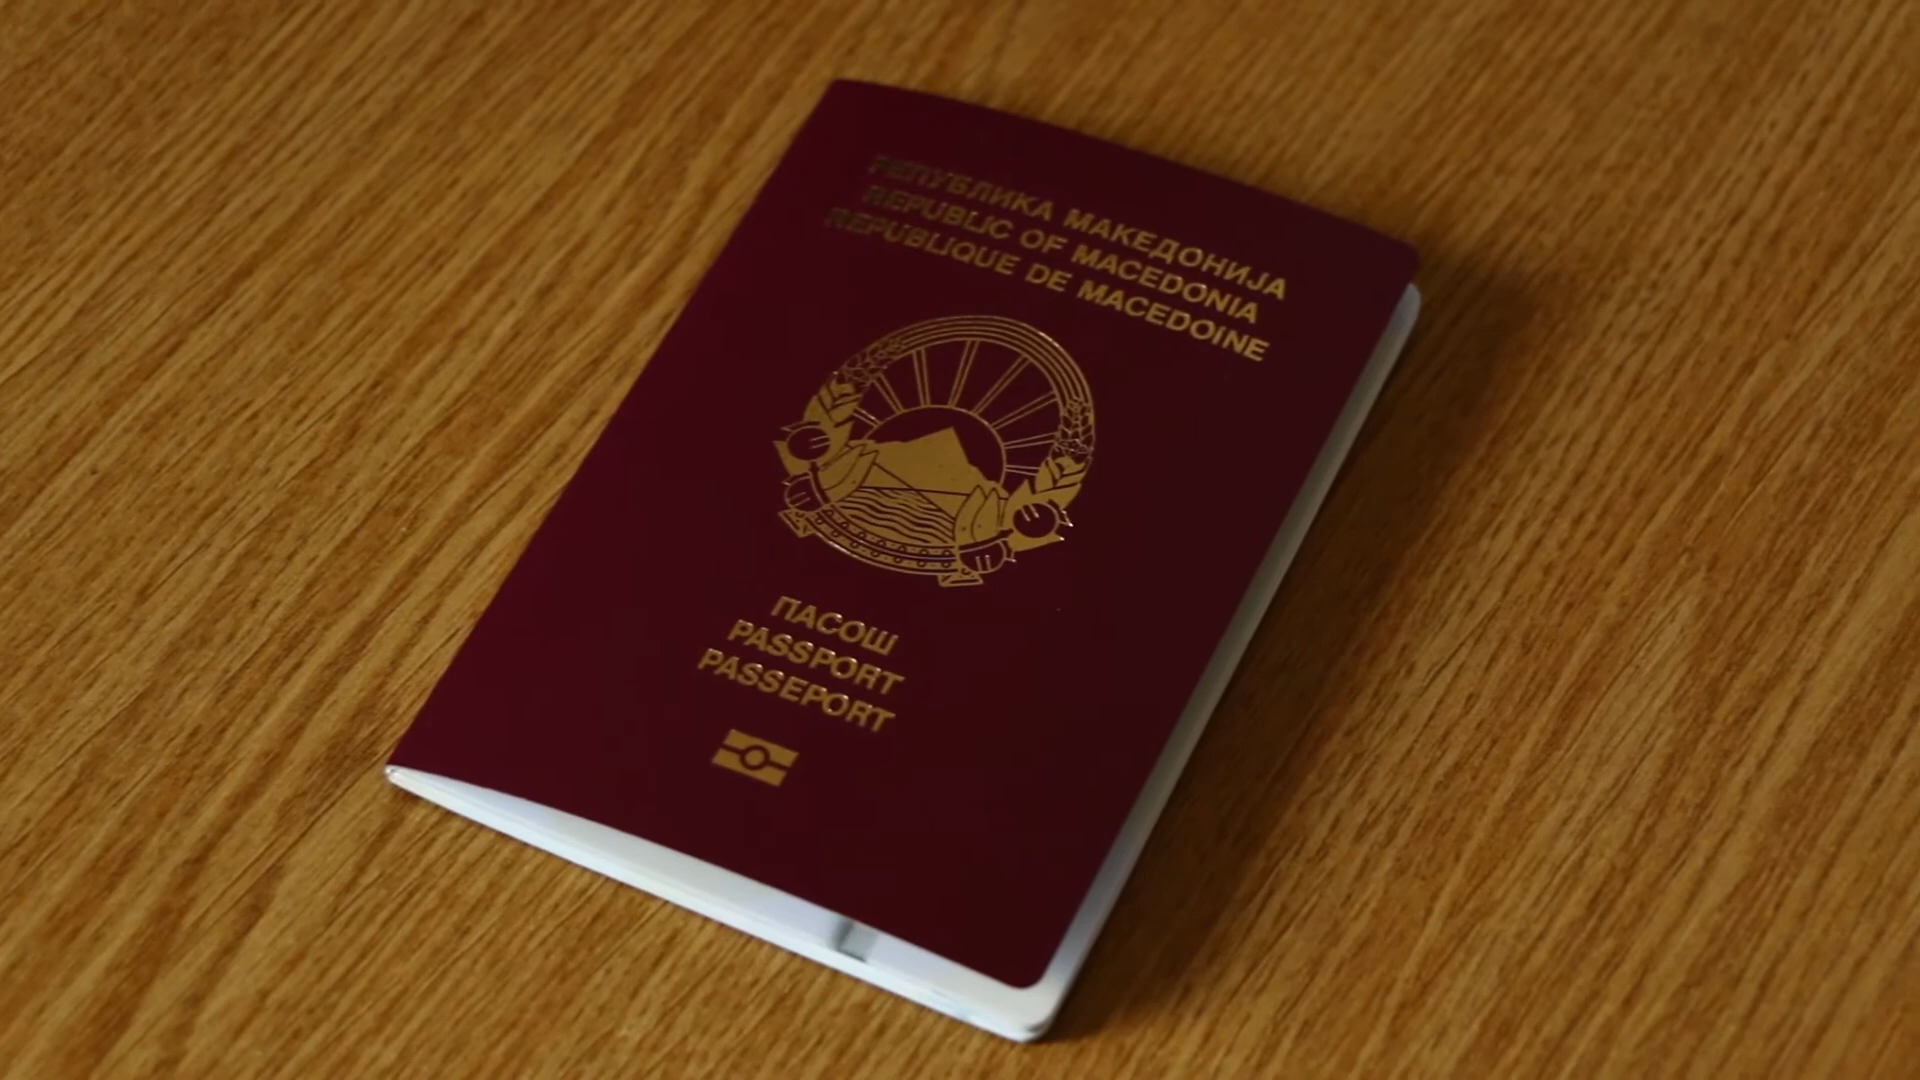 РЕПУБЛИКА МАКЕДОНИЈА
REPUBLIC OF MACEDONIA
REPUBLIQUE DE MACEDOINE
ПАСОШ
PASSPORT
PASSEPORT